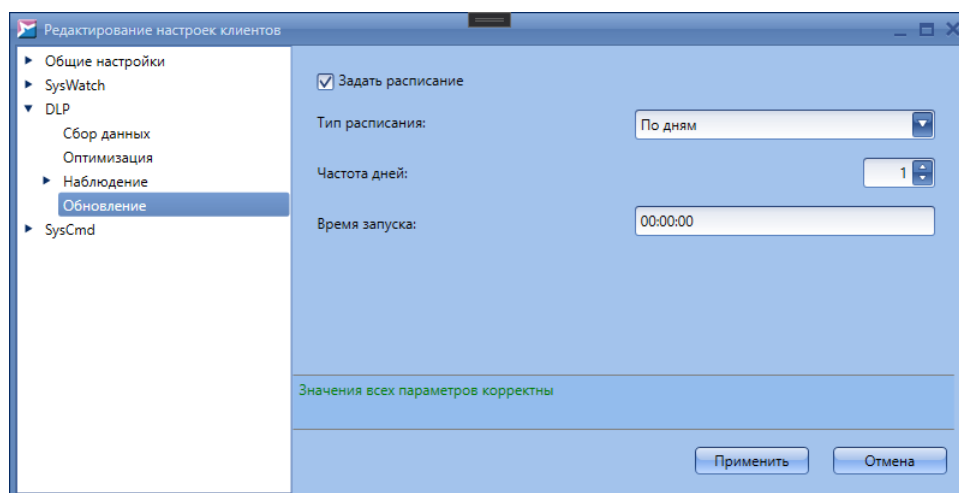 Редактирование настроек клиентов
Общие настройки
SysWatch
DLP
Сбор данных
Оптимизация
Наблюдение
Обновление
SysCmd
Задать расписание
Тип расписания: По дням
Частота дней: 1
Время запуска: 00:00:00
Значения всех параметров корректны
Применить Отмена